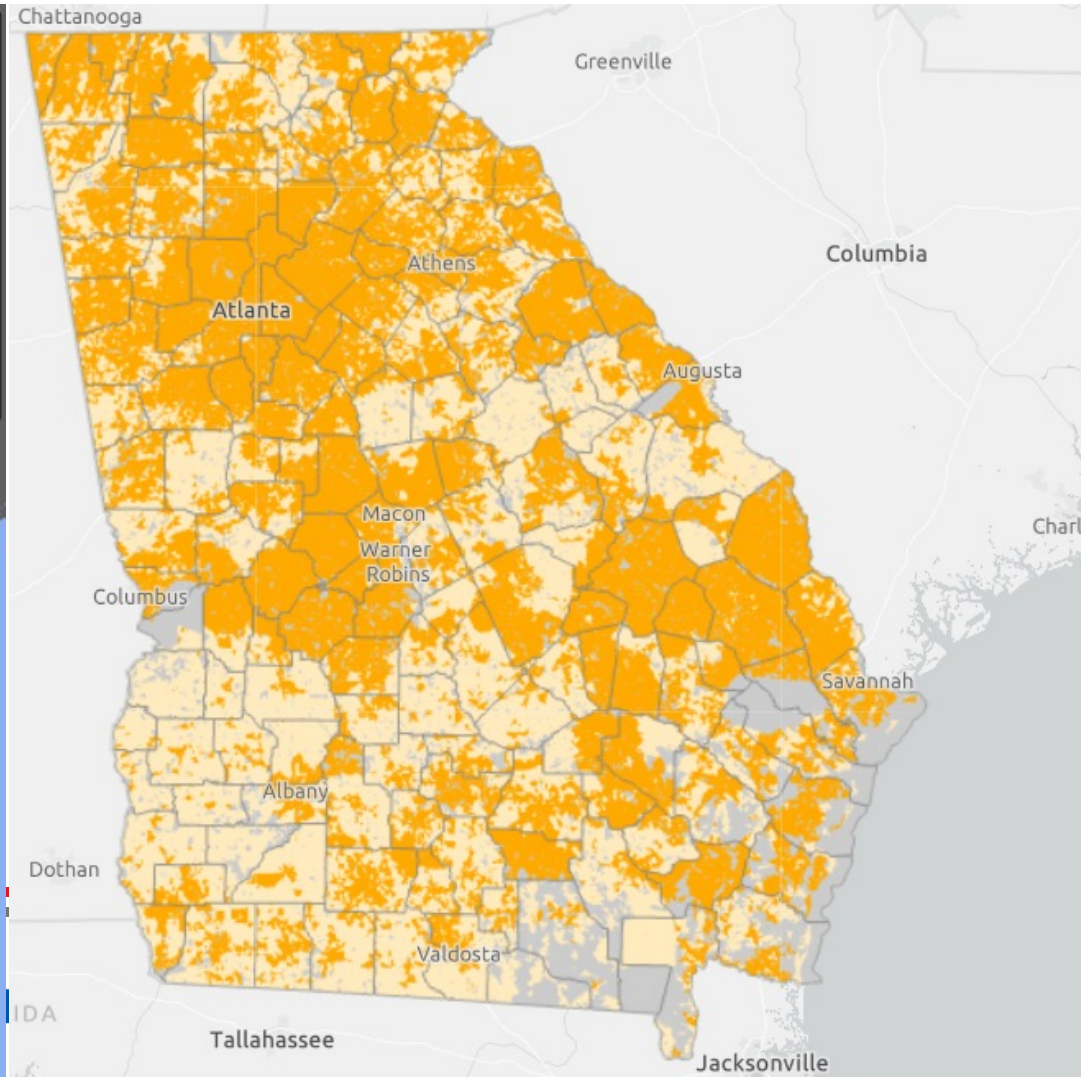 Chattanooga
Greenville
Columbia
Athens
Atlanta
Augusta
Macon
Warner
Robins
Charl
Columbus
Savannah
Albany
Dothan
Valdosta
IDA
Tallahassee
Jacksonville